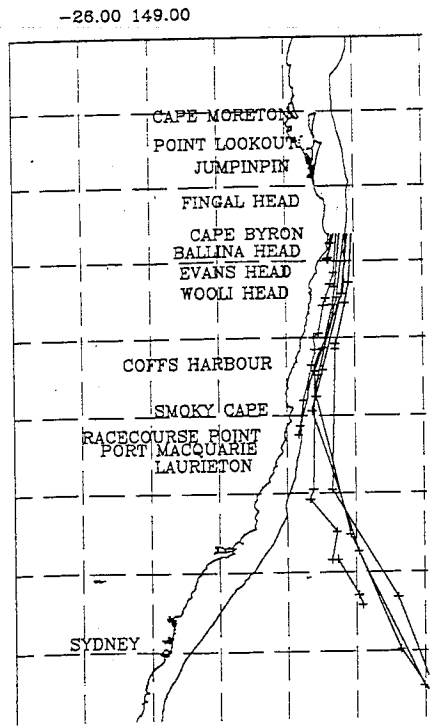 -26.00 149.00
CAPE MORETON
POINT LOOKOUT
JUMPINPIN
FINGAL HEAD
CAPE BYRON
BALLINA HEAD
EVANS HEAD
WOOLI HEAD
COFFS HARBOUR
SMOKY CAPE
RACECOURSE POINT
PORT MACQUARIE
LAURIETON
SYDNEY